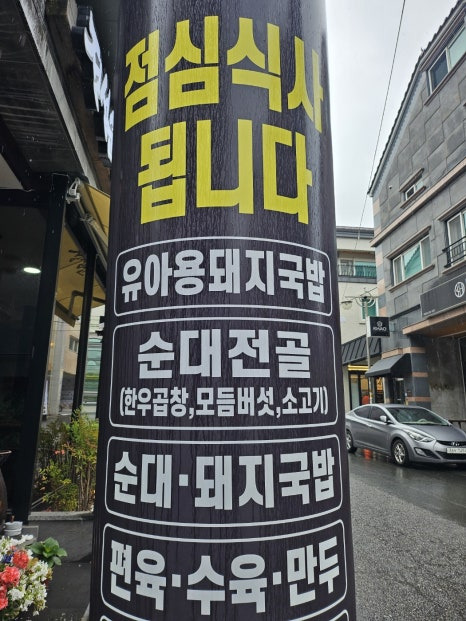 점심식사
됩니다
유아용돼지국밥
순대전골
(한우곱창,모듬버섯,소고기)
순대·돼지국밥
편육·수육·만두